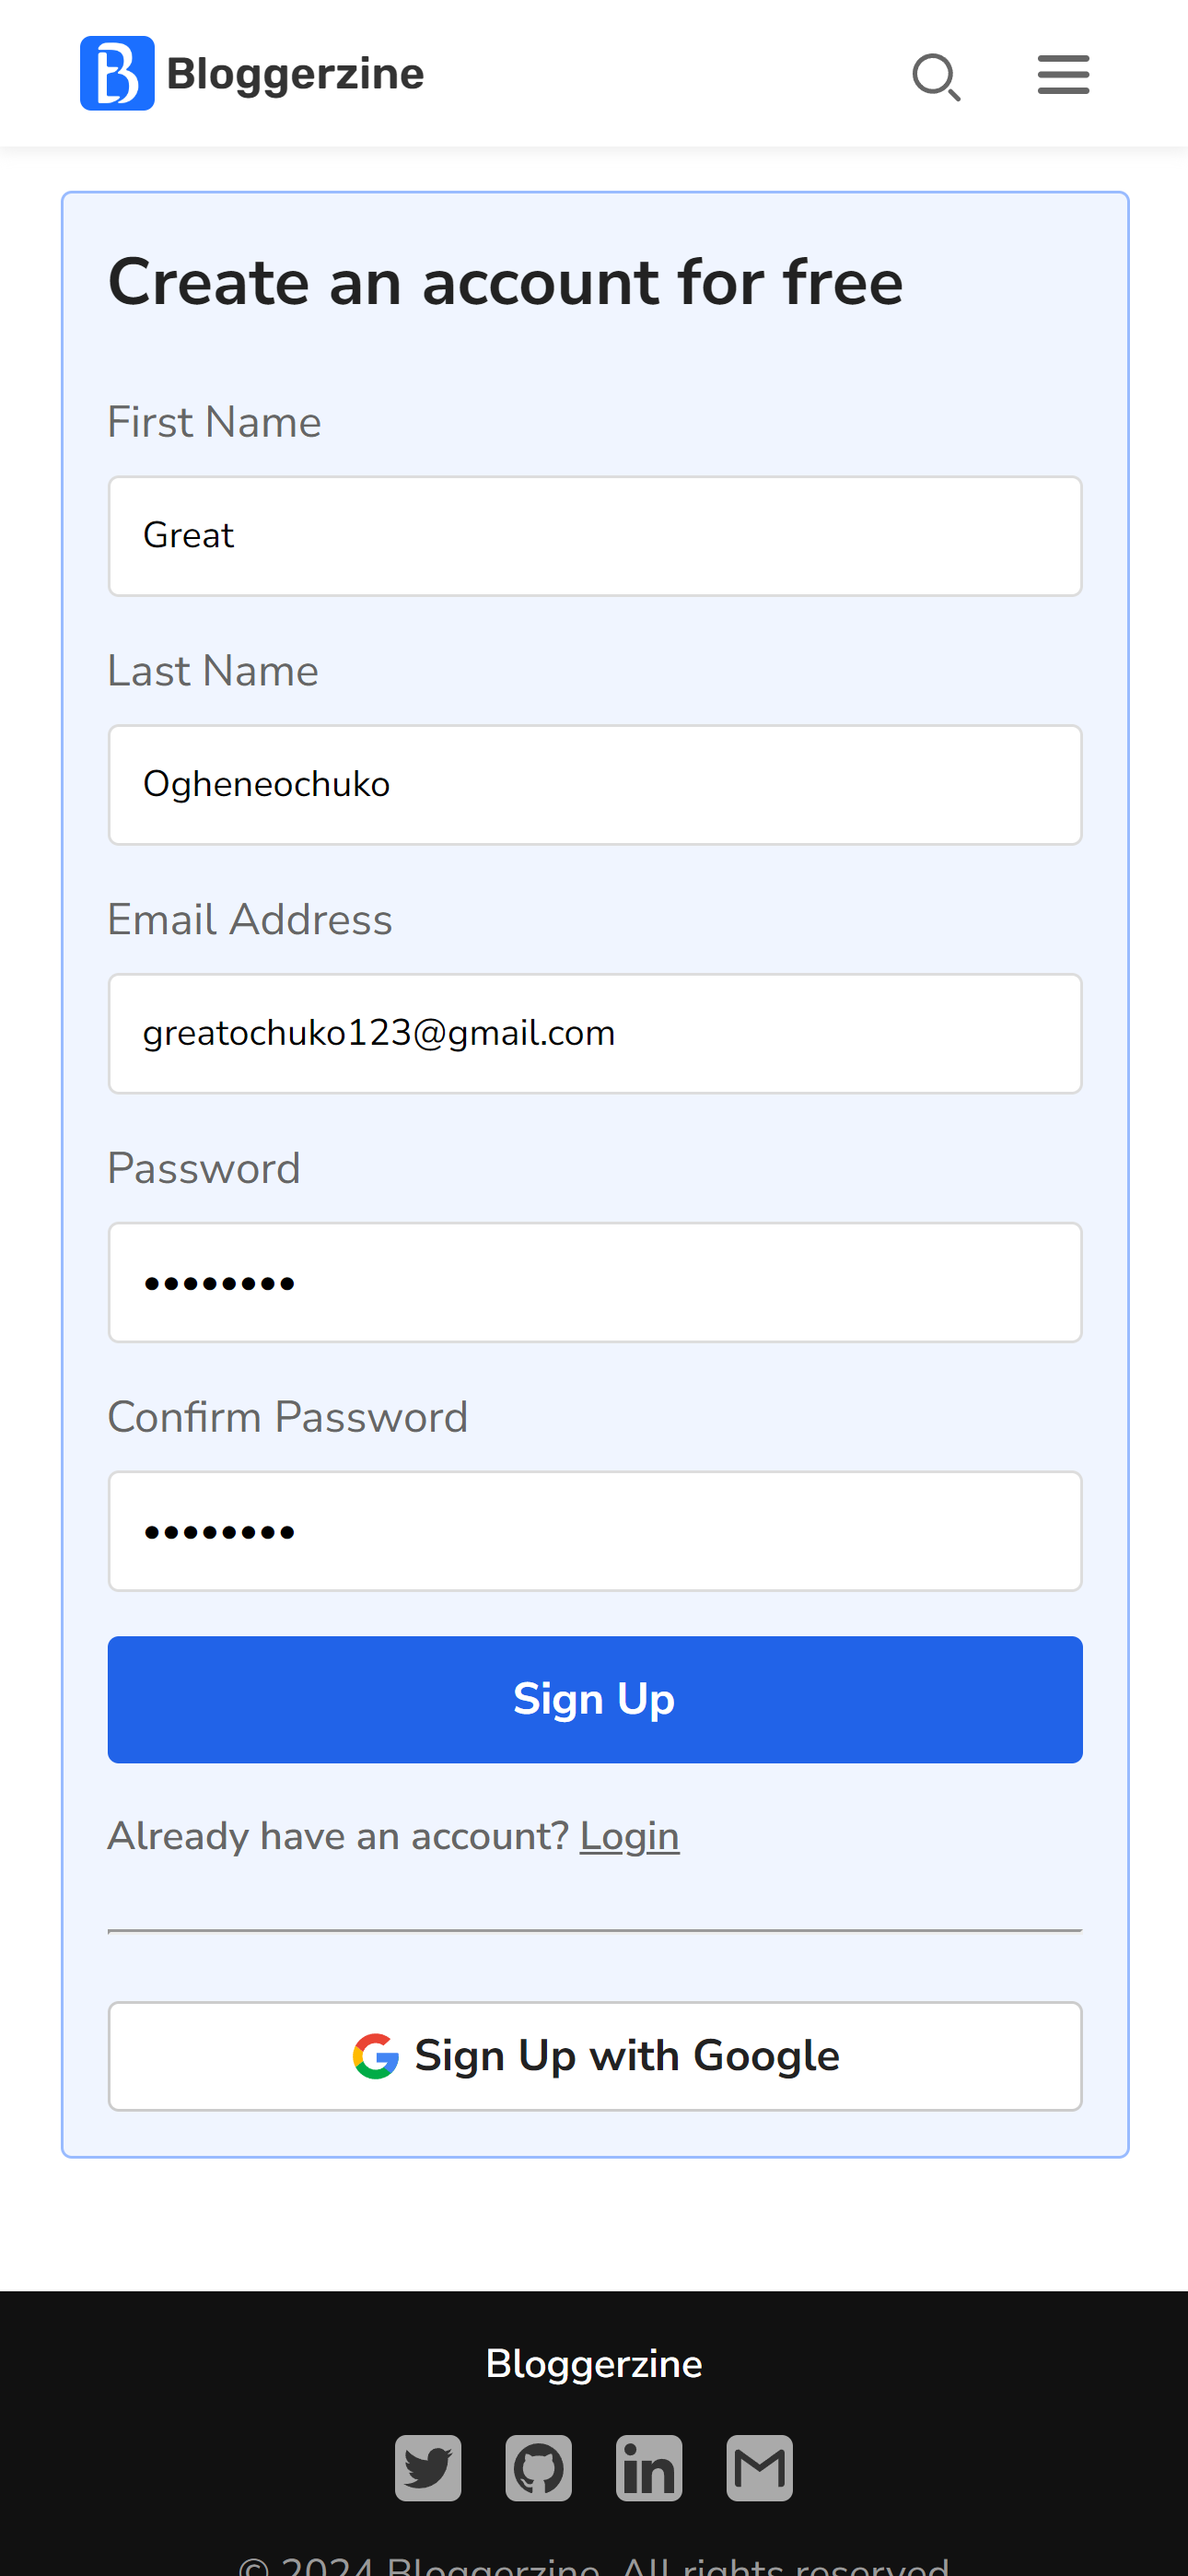 Bloggerzine
Create an account for free
First Name
Great
Last Name
Ogheneochuko
Email Address
greatochuko123@gmail.com
Password
••••••••
Confirm Password
••••••••
Sign Up
Already have an account? Login
Sign Up with Google
Bloggerzine
© 2024 Bloggerzine. All rights reserved